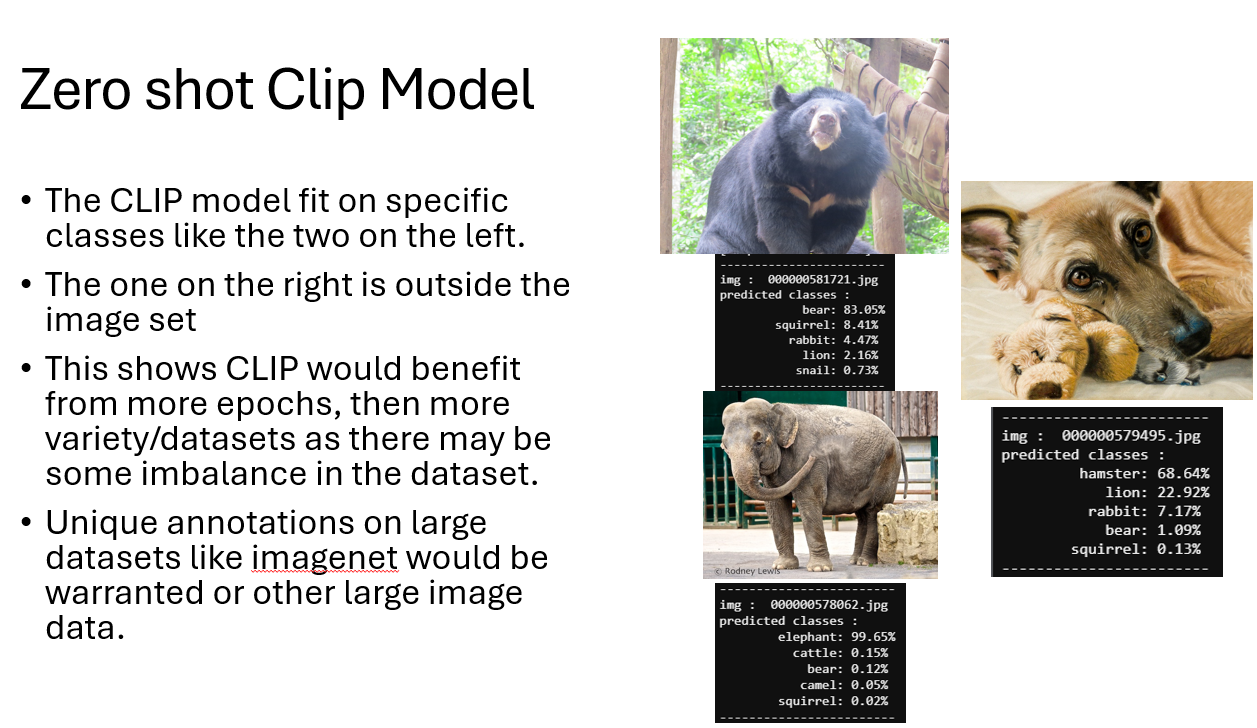 Zero shot Clip Model
• The CLIP model fit on specific
classes like the two on the left.
• The one on the right is outside the
image set
• This shows CLIP would benefit
from more epochs, then more
variety/datasets as there may be
some imbalance in the dataset.
• Unique annotations on large
datasets like imagenet would be
warranted or other large image
data.
------------------------
img :  000000581721.jpg
predicted classes :
bear: 83.05%
squirrel: 8.41%
rabbit: 4.47%
lion: 2.16%
snail: 0.73%
------------------------
© Rodney Lewis
------------------------
img :  000000578062.jpg
predicted classes :
elephant: 99.65%
cattle: 0.15%
bear: 0.12%
camel: 0.05%
squirrel: 0.02%
------------------------
------------------------
img :  000000579495.jpg
predicted classes :
hamster: 68.64%
lion: 22.92%
rabbit: 7.17%
bear: 1.09%
squirrel: 0.13%
------------------------